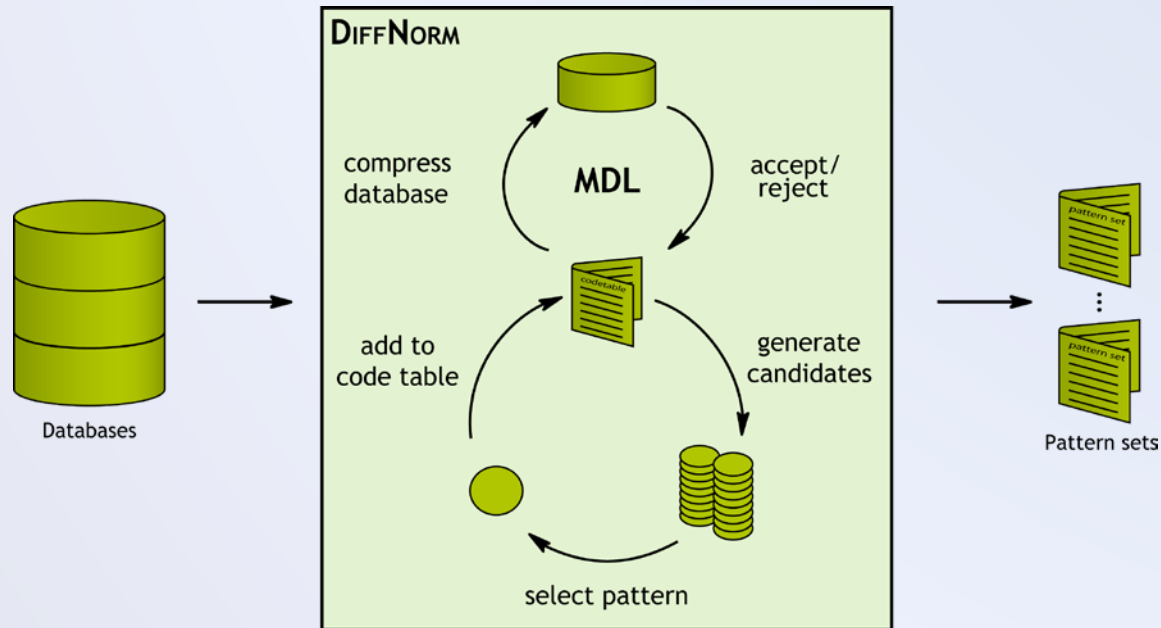 DIFFNORM
compress
database
MDL
accept/
reject
codetable
add to
code table
generate
candidates
select pattern
Databases
pattern set
pattern set
Pattern sets